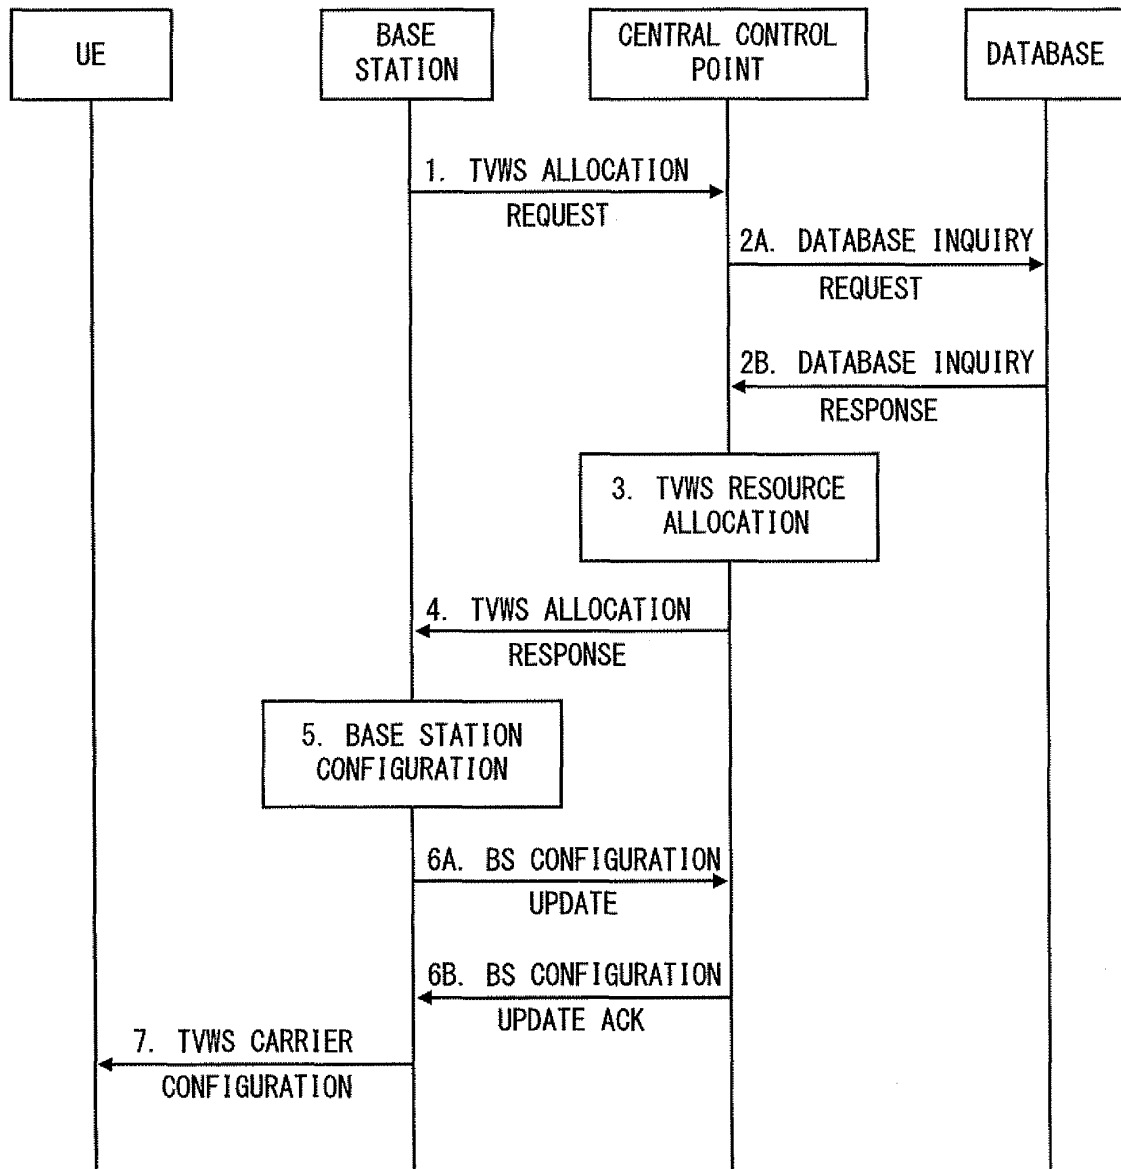 UE
BASE
STATION
CENTRAL CONTROL
POINT
DATABASE
1. TVWS ALLOCATION
REQUEST
2A. DATABASE INQUIRY
REQUEST
2B. DATABASE INQUIRY
RESPONSE
3. TVWS RESOURCE
ALLOCATION
4. TVWS ALLOCATION
RESPONSE
5. BASE STATION
CONFIGURATION
6A. BS CONFIGURATION
UPDATE
6B. BS CONFIGURATION
UPDATE ACK
7. TVWS CARRIER
CONFIGURATION